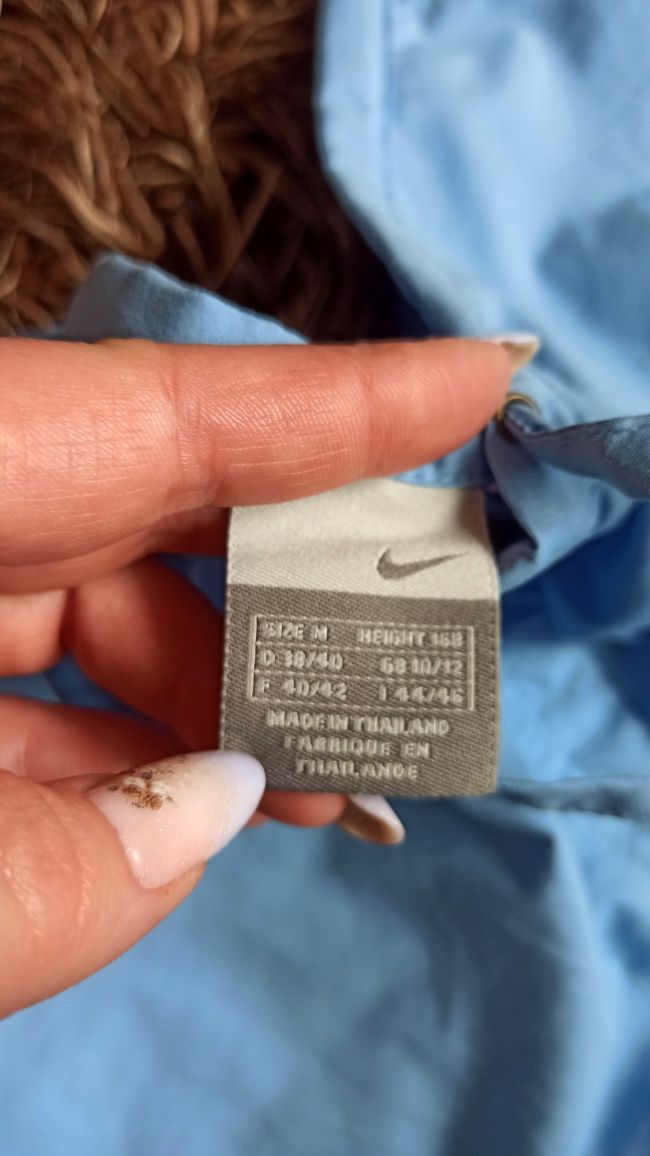 SIZE M HEIGHT 168
D 38/40 GB 10/12
F 40/42 I 44/46
MADE IN THAILAND
FABRIQUE EN
THAILANDE